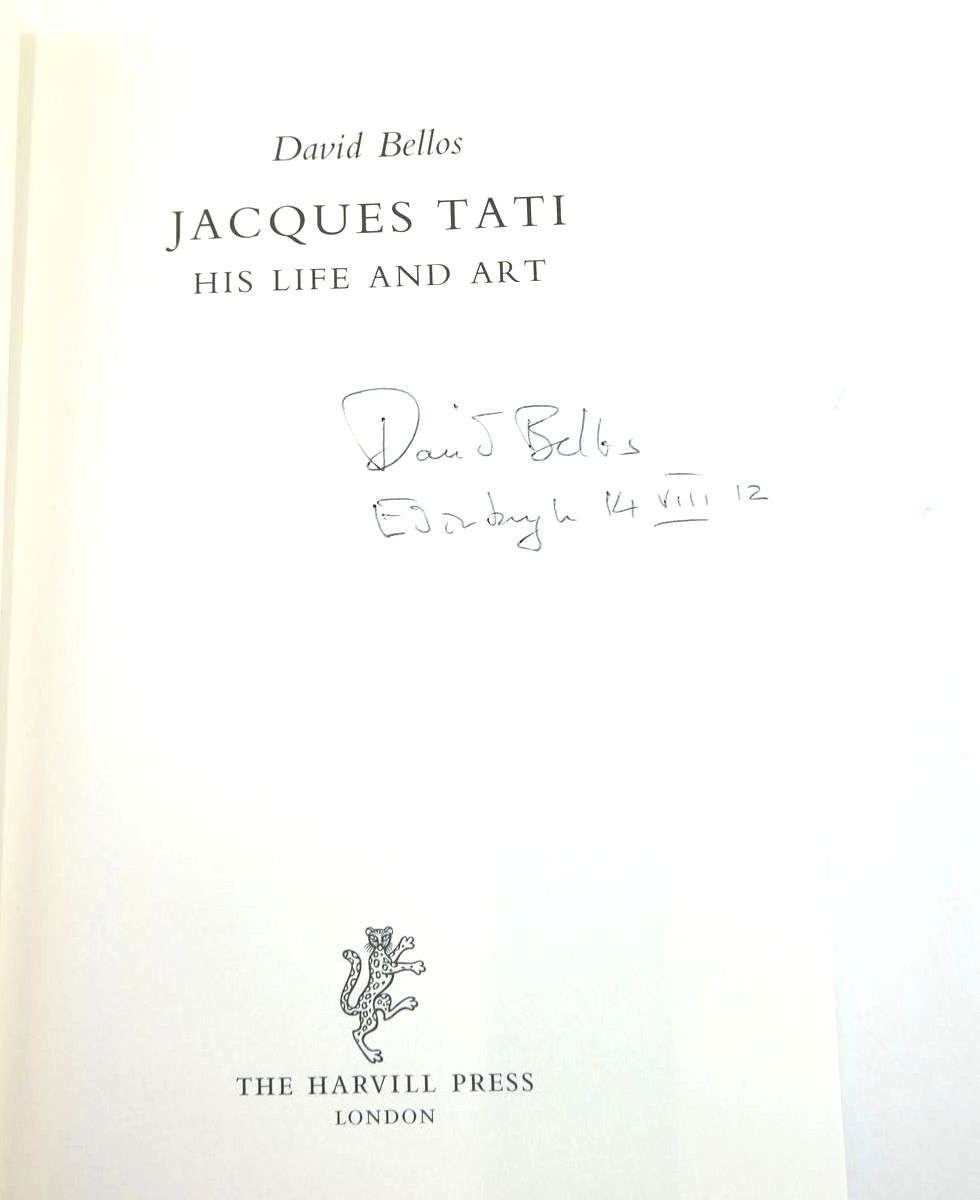 David Bellos
JACQUES TATI
HIS LIFE AND ART
David Bellos
Edinburgh 14 VIII 12
THE HARVILL PRESS
LONDON